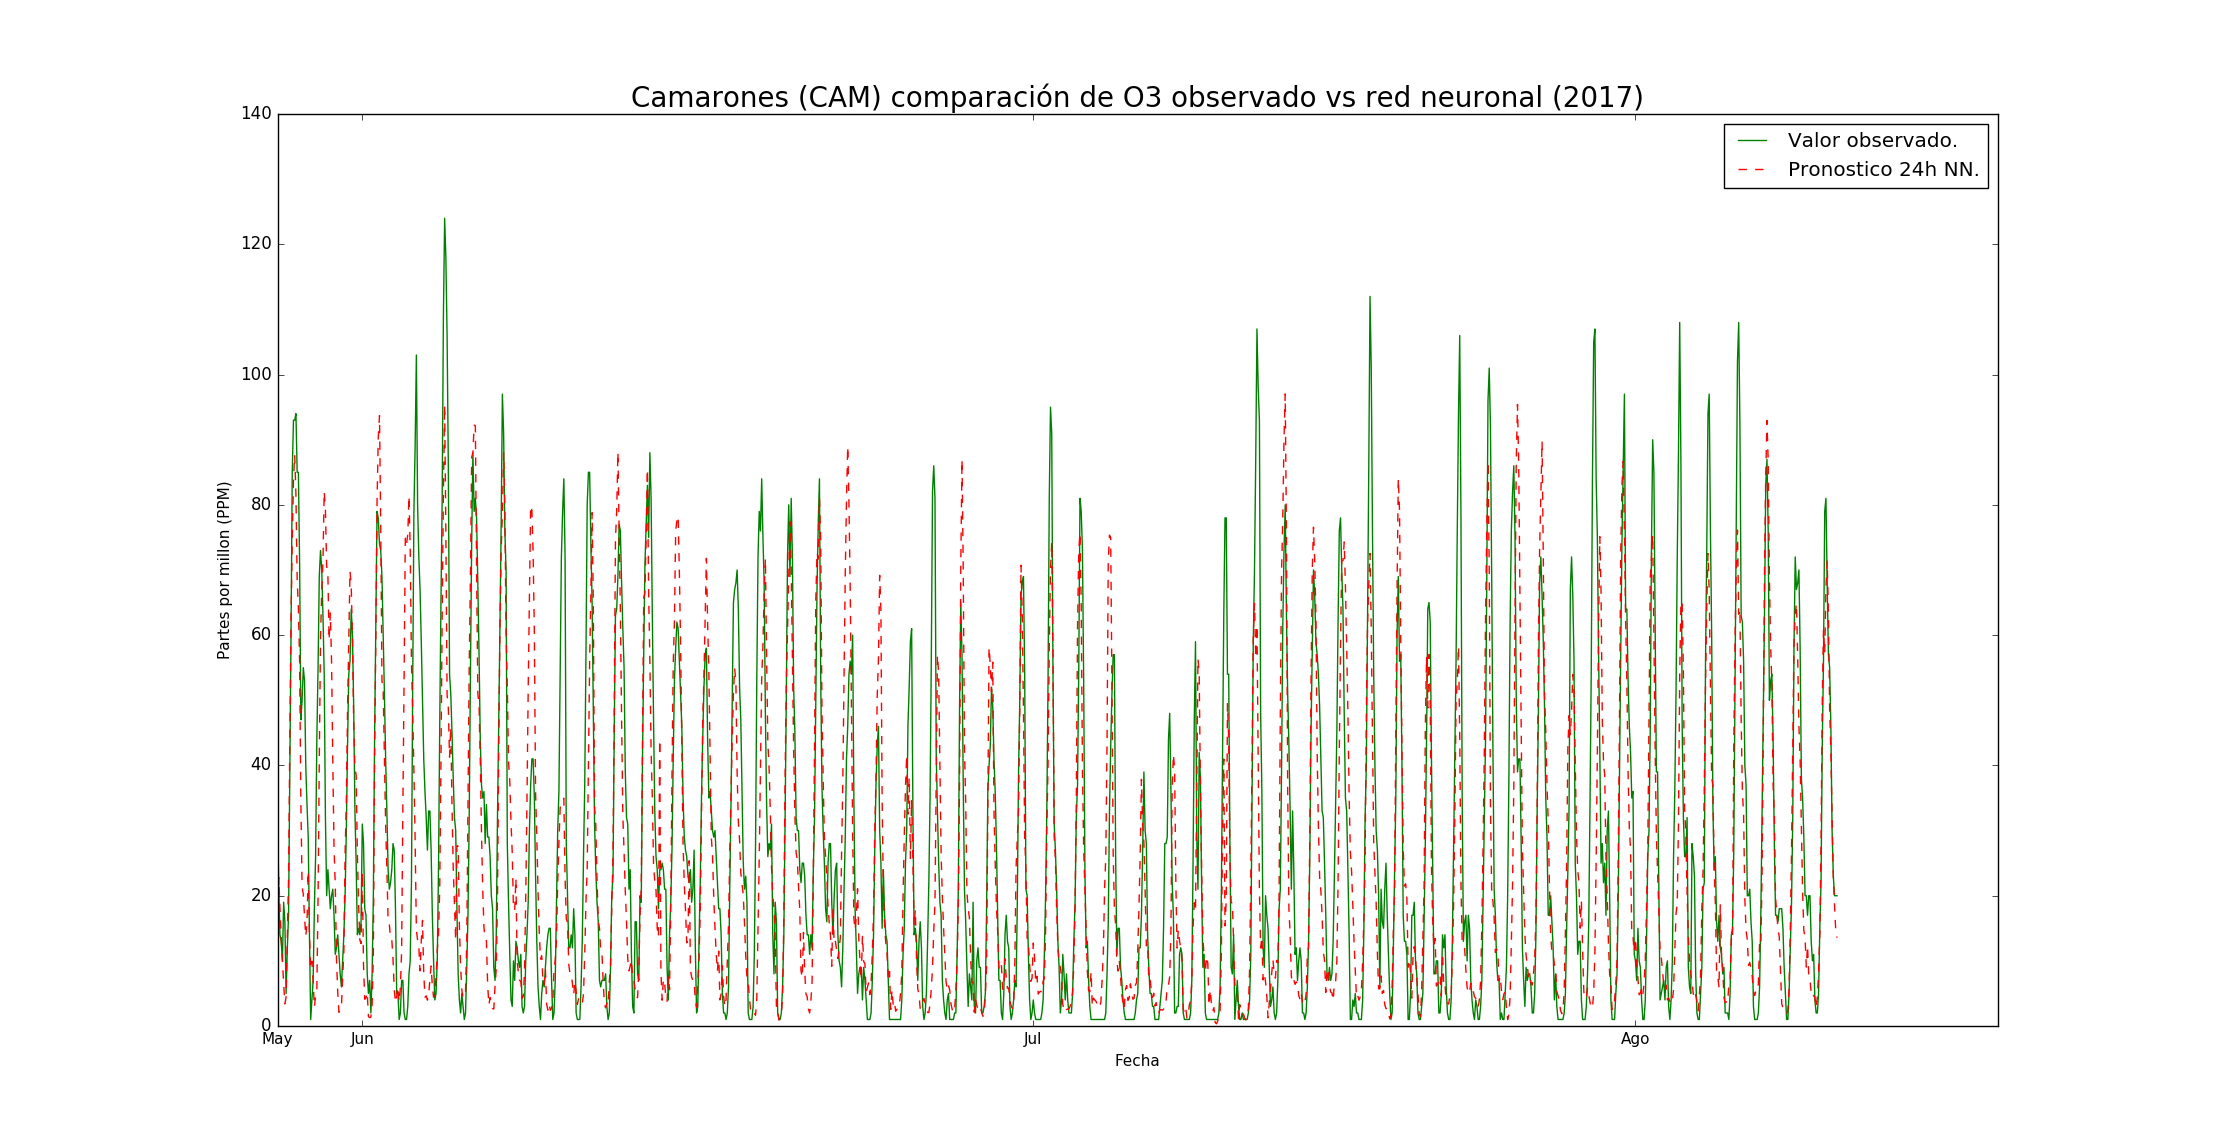 Camarones (CAM) comparación de O3 observado vs red neuronal (2017)
140
120
100
80
60
40
20
0
Partes por millon (PPM)
Valor observado.
Pronostico 24h NN.
May Jun Jul Ago
Fecha